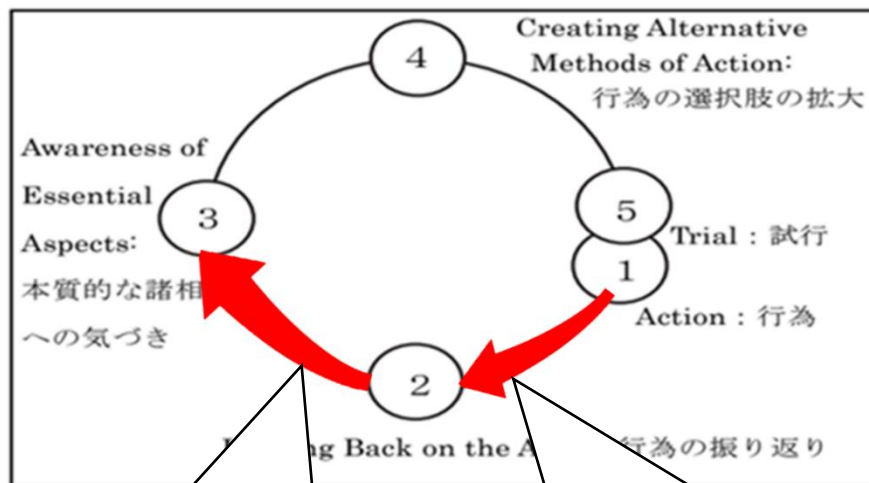 4
Creating Alternative
Methods of Action:
行為の選択肢の拡大
Awareness of
Essential
Aspects:
本質的な諸相
への気づき
3
5
Trial : 試行
1
Action : 行為
2
Back on the
行為の振り返り